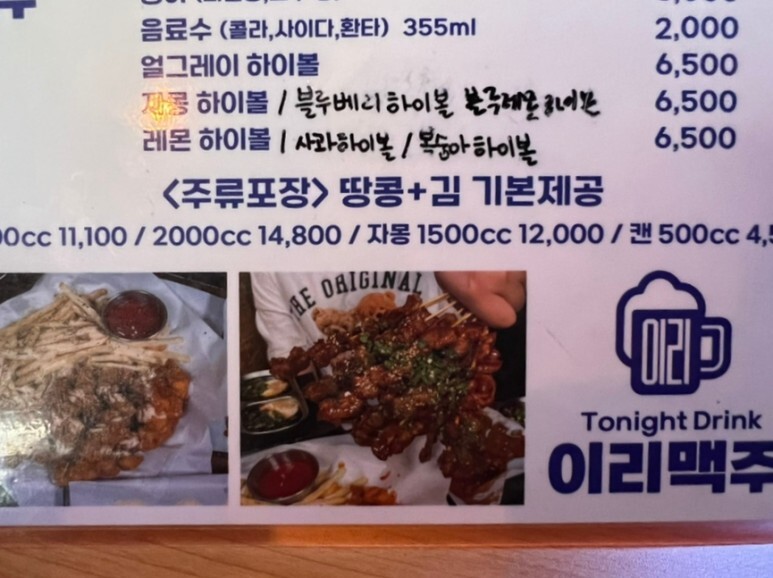 음료수 (콜라,사이다,환타) 355ml 2,000
얼그레이 하이볼 6,500
자몽 하이볼 / 블루베리하이볼 6,500
레몬 하이볼 / 사과하이볼 / 복숭아하이볼 6,500
<주류포장> 땅콩+김 기본제공
00cc 11,100 / 2000cc 14,800 / 자몽 1500cc 12,000 / 캔 500cc
THE ORIGINAL
이리
Tonight Drink
이리맥주